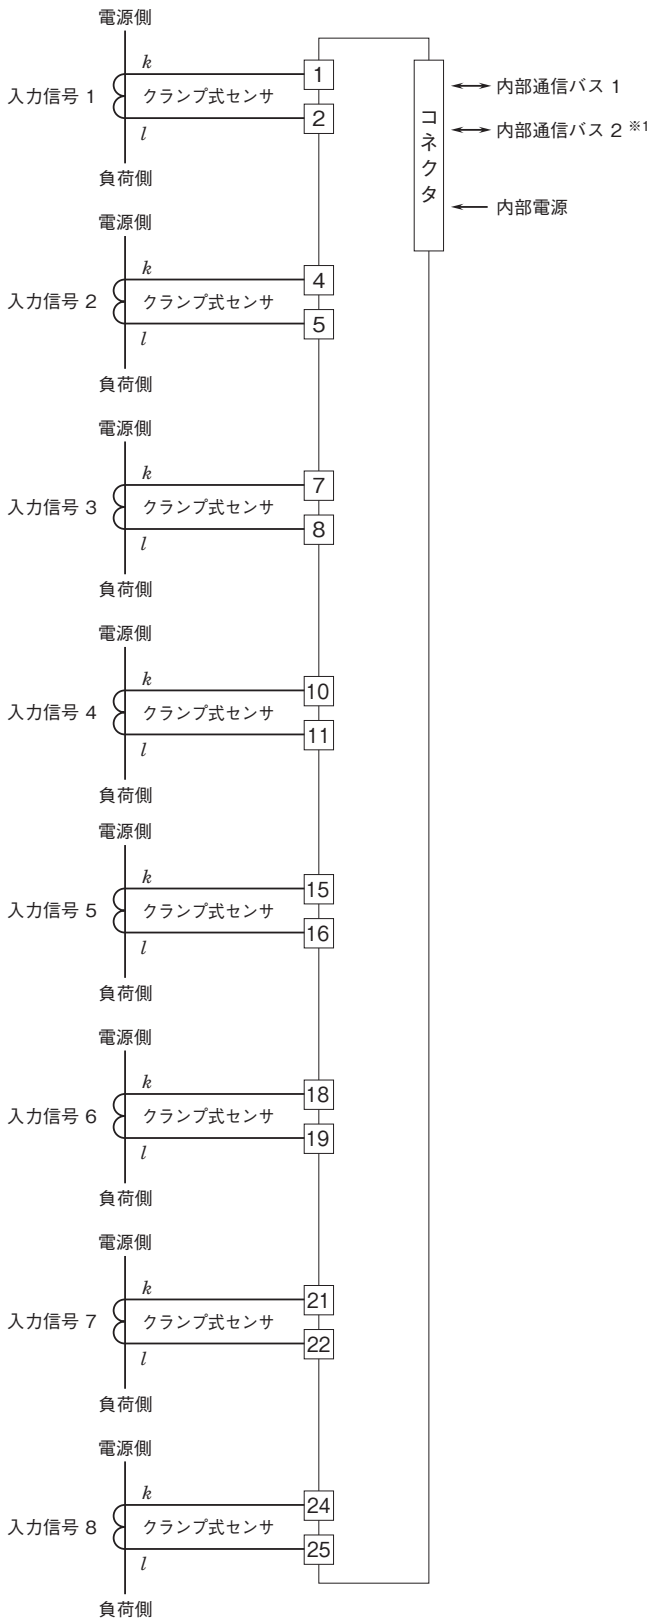 電源側
k
入力信号 1
クランプ式センサ
l
負荷側
1
2
電源側
k
入力信号 2
クランプ式センサ
l
負荷側
4
5
電源側
k
入力信号 3
クランプ式センサ
l
負荷側
7
8
電源側
k
入力信号 4
クランプ式センサ
l
負荷側
10
11
電源側
k
入力信号 5
クランプ式センサ
l
負荷側
15
16
電源側
k
入力信号 6
クランプ式センサ
l
負荷側
18
19
電源側
k
入力信号 7
クランプ式センサ
l
負荷側
21
22
電源側
k
入力信号 8
クランプ式センサ
l
負荷側
24
25
コネクタ
内部通信バス 1
内部通信バス 2 ※1
内部電源